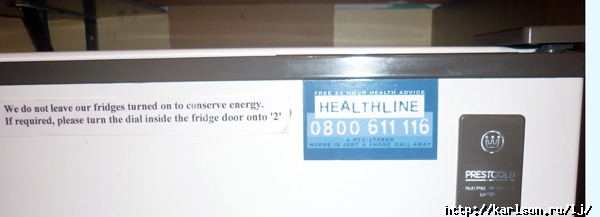 We do not leave our fridges turned on to conserve energy.
If required, please turn the dial inside the fridge door onto '2'
FREE 24 HOUR HEALTH ADVICE
HEALTHLINE
0800 611 116
A REGISTERED
NURSE IS JUST A PHONE CALL AWAY
PRESTCOLD
http://karlson.ru/lj/